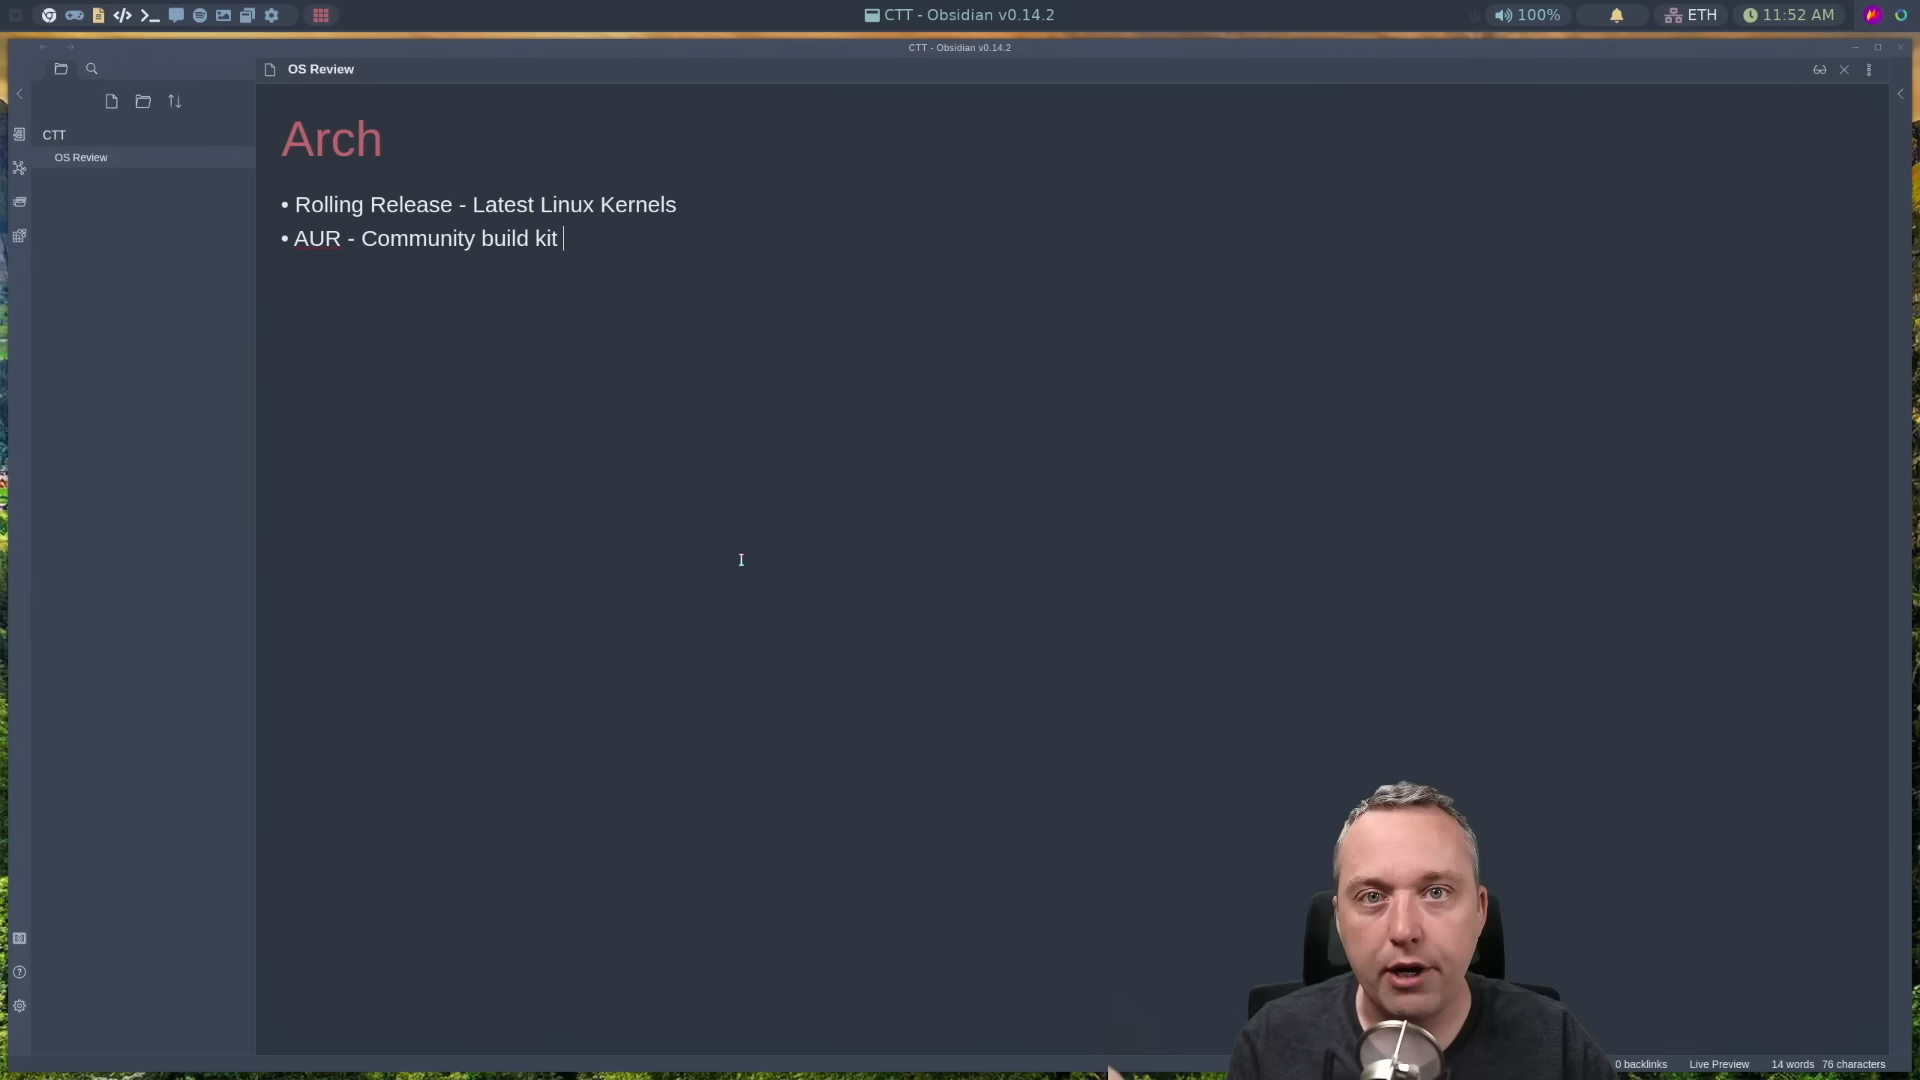 CTT - Obsidian v0.14.2
100%
ETH
11:52 AM
CTT - Obsidian v0.14.2
OS Review
CTT
OS Review
Arch
• Rolling Release - Latest Linux Kernels
• AUR - Community build kit
0 backlinks
Live Preview
14 words
76 characters